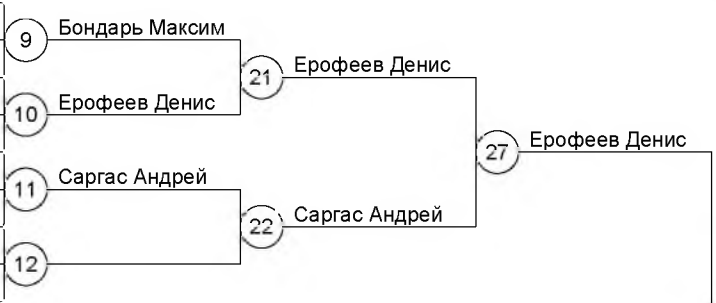 9 Бондарь Максим
21 Ерофеев Денис
10 Ерофеев Денис
27 Ерофеев Денис
11 Саргас Андрей
22 Саргас Андрей
12